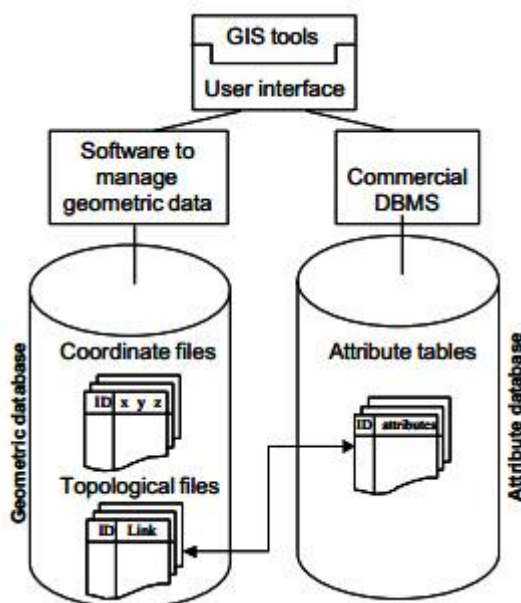 GIS tools
User interface
Software to
manage
geometric data
Commercial
DBMS
Geometric database
Coordinate files
ID x y z
Topological files
ID Link
Attribute tables
ID attributes
Attribute database